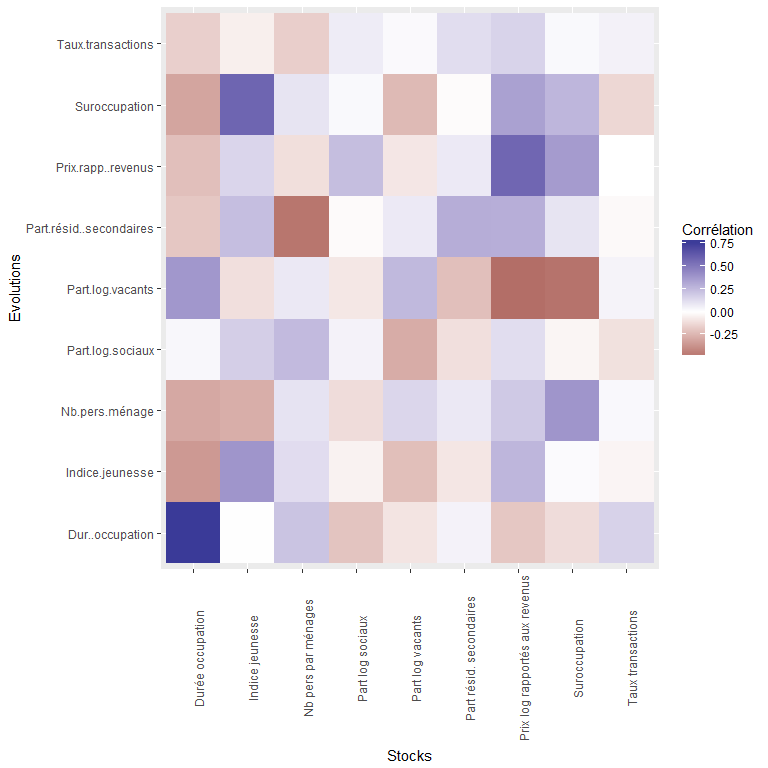 Evolutions
Taux.transactions
Suroccupation
Prix.rapp..revenus
Part.résid..secondaires
Part.log.vacants
Part.log.sociaux
Nb.pers.ménage
Indice.jeunesse
Dur..occupation
Durée occupation
Indice jeunesse
Nb pers par ménages
Part log sociaux
Part log vacants
Part résid. secondaires
Prix log rapportés aux revenus
Suroccupation
Taux transactions
Stocks
Corrélation
0.75
0.50
0.25
0.00
-0.25